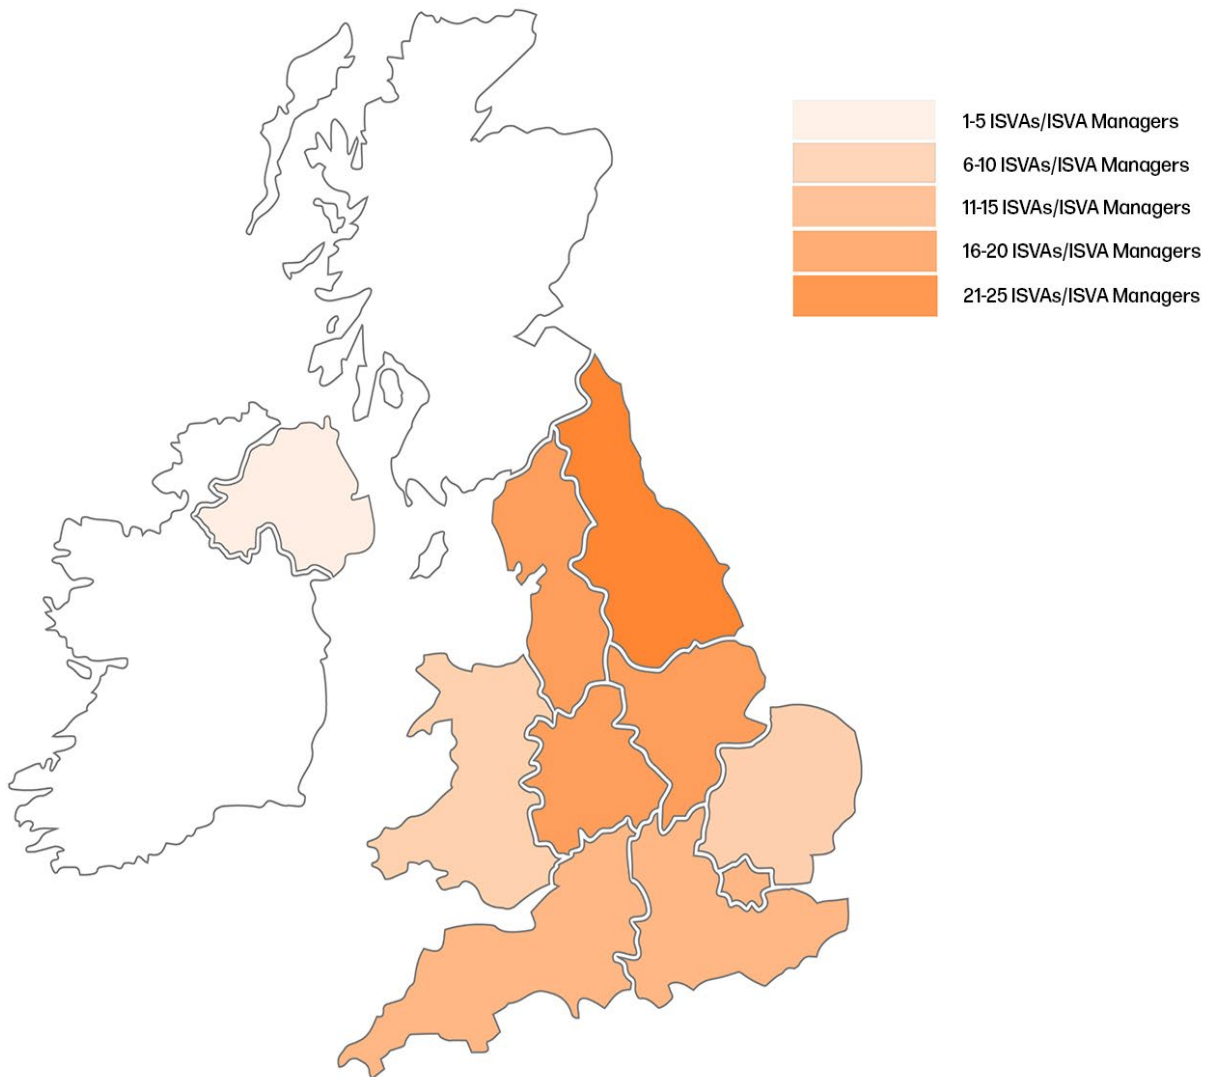 1-5 ISVAs/ISVA Managers
6-10 ISVAs/ISVA Managers
11-15 ISVAs/ISVA Managers
16-20 ISVAs/ISVA Managers
21-25 ISVAs/ISVA Managers